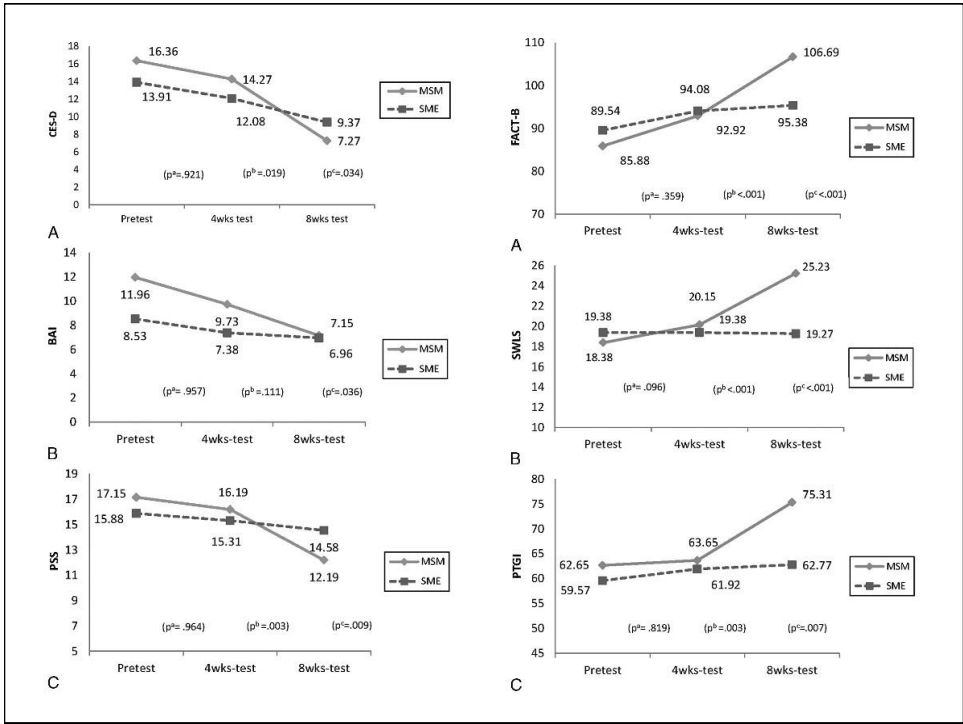 18
16
14
12
10
8
6
4
2
0
CES-D
16.36
14.27
13.91
12.08
9.37
7.27
MSM
SME
(pᵃ=.921) (pᵇ=.019) (pᶜ=.034)
Pretest 4wks test 8wks test
A
14
12
10
8
6
4
2
0
BAI
11.96
9.73
7.15
8.53
7.38
6.96
MSM
SME
(pᵃ= .957) (pᵇ= .111) (pᶜ=.036)
Pretest 4wks-test 8wks-test
B
19
17
15
13
11
9
7
5
PSS
17.15
16.19
15.88
15.31
14.58
12.19
MSM
SME
(pᵃ= .964) (pᵇ=.003) (pᶜ=.009)
Pretest 4wks-test 8wks-test
C
110
100
90
80
70
FACT-B
106.69
94.08
89.54
92.92
95.38
85.88
MSM
SME
(pᵃ= .359) (pᵇ<.001) (pᶜ<.001)
Pretest 4wks-test 8wks-test
A
26
24
22
20
18
16
14
12
10
SWLS
25.23
20.15
19.38
19.38
19.27
18.38
MSM
SME
(pᵃ= .096) (pᵇ<.001) (pᶜ<.001)
Pretest 4wks-test 8wks-test
B
80
75
70
65
60
55
50
45
PTGI
75.31
63.65
62.65
62.77
61.92
59.57
MSM
SME
(pᵃ= .819) (pᵇ=.003) (pᶜ=.007)
Pretest 4wks-test 8wks-test
C